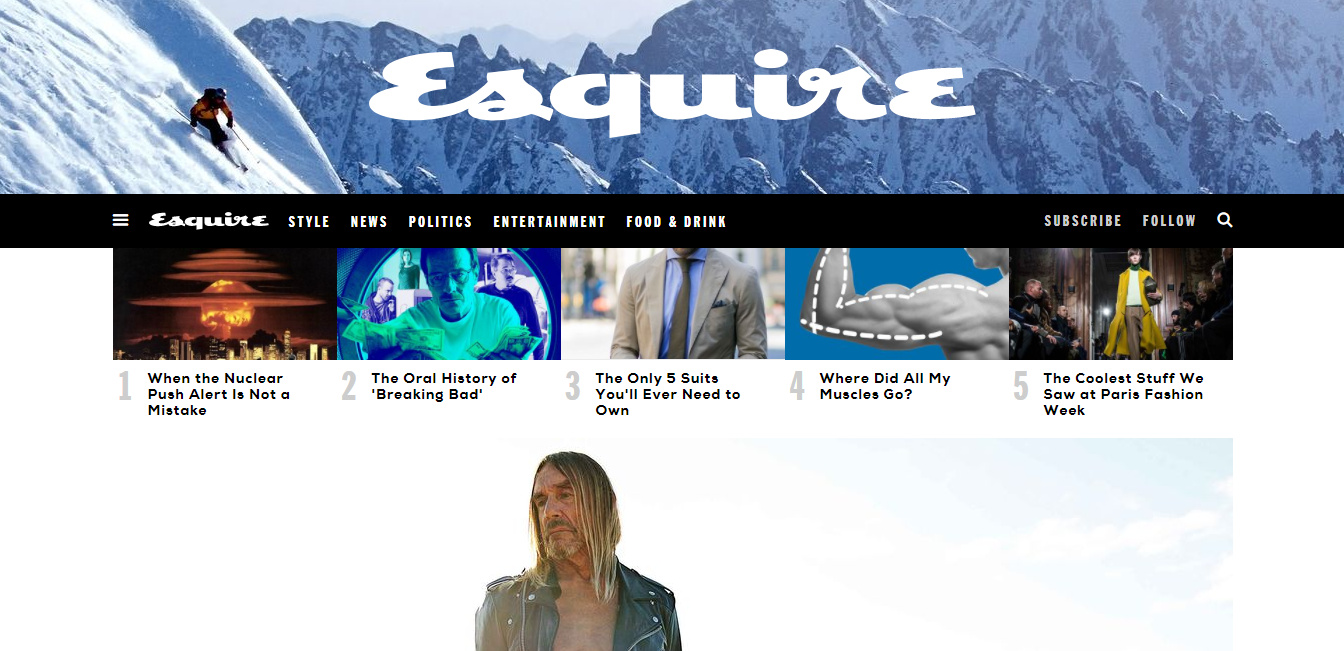 Esquire
Esquire STYLE NEWS POLITICS ENTERTAINMENT FOOD & DRINK SUBSCRIBE FOLLOW
1 When the Nuclear
Push Alert Is Not a
Mistake
2 The Oral History of
'Breaking Bad'
3 The Only 5 Suits
You'll Ever Need to
Own
4 Where Did All My
Muscles Go?
5 The Coolest Stuff We
Saw at Paris Fashion
Week